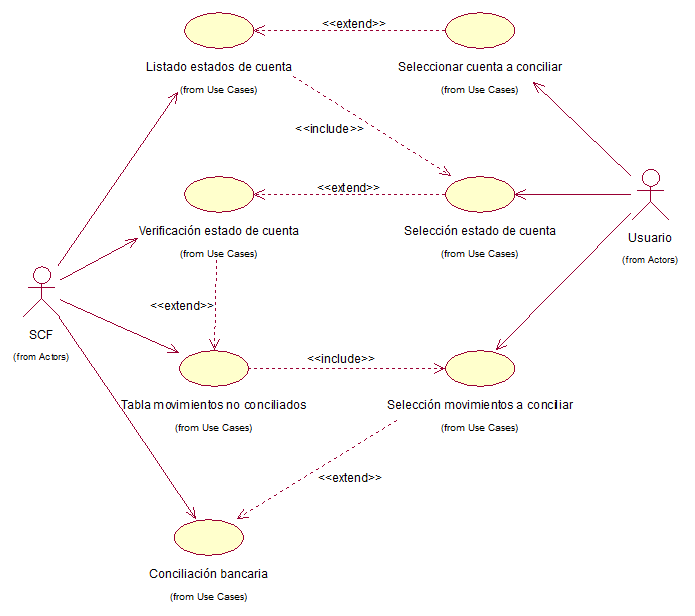 <<extend>>
Listado estados de cuenta
(from Use Cases)
Seleccionar cuenta a conciliar
(from Use Cases)
<<include>>
<<extend>>
Verificación estado de cuenta
(from Use Cases)
Selección estado de cuenta
(from Use Cases)
Usuario
(from Actors)
<<extend>>
SCF
(from Actors)
<<include>>
Tabla movimientos no conciliados
(from Use Cases)
Selección movimientos a conciliar
(from Use Cases)
<<extend>>
Conciliación bancaria
(from Use Cases)